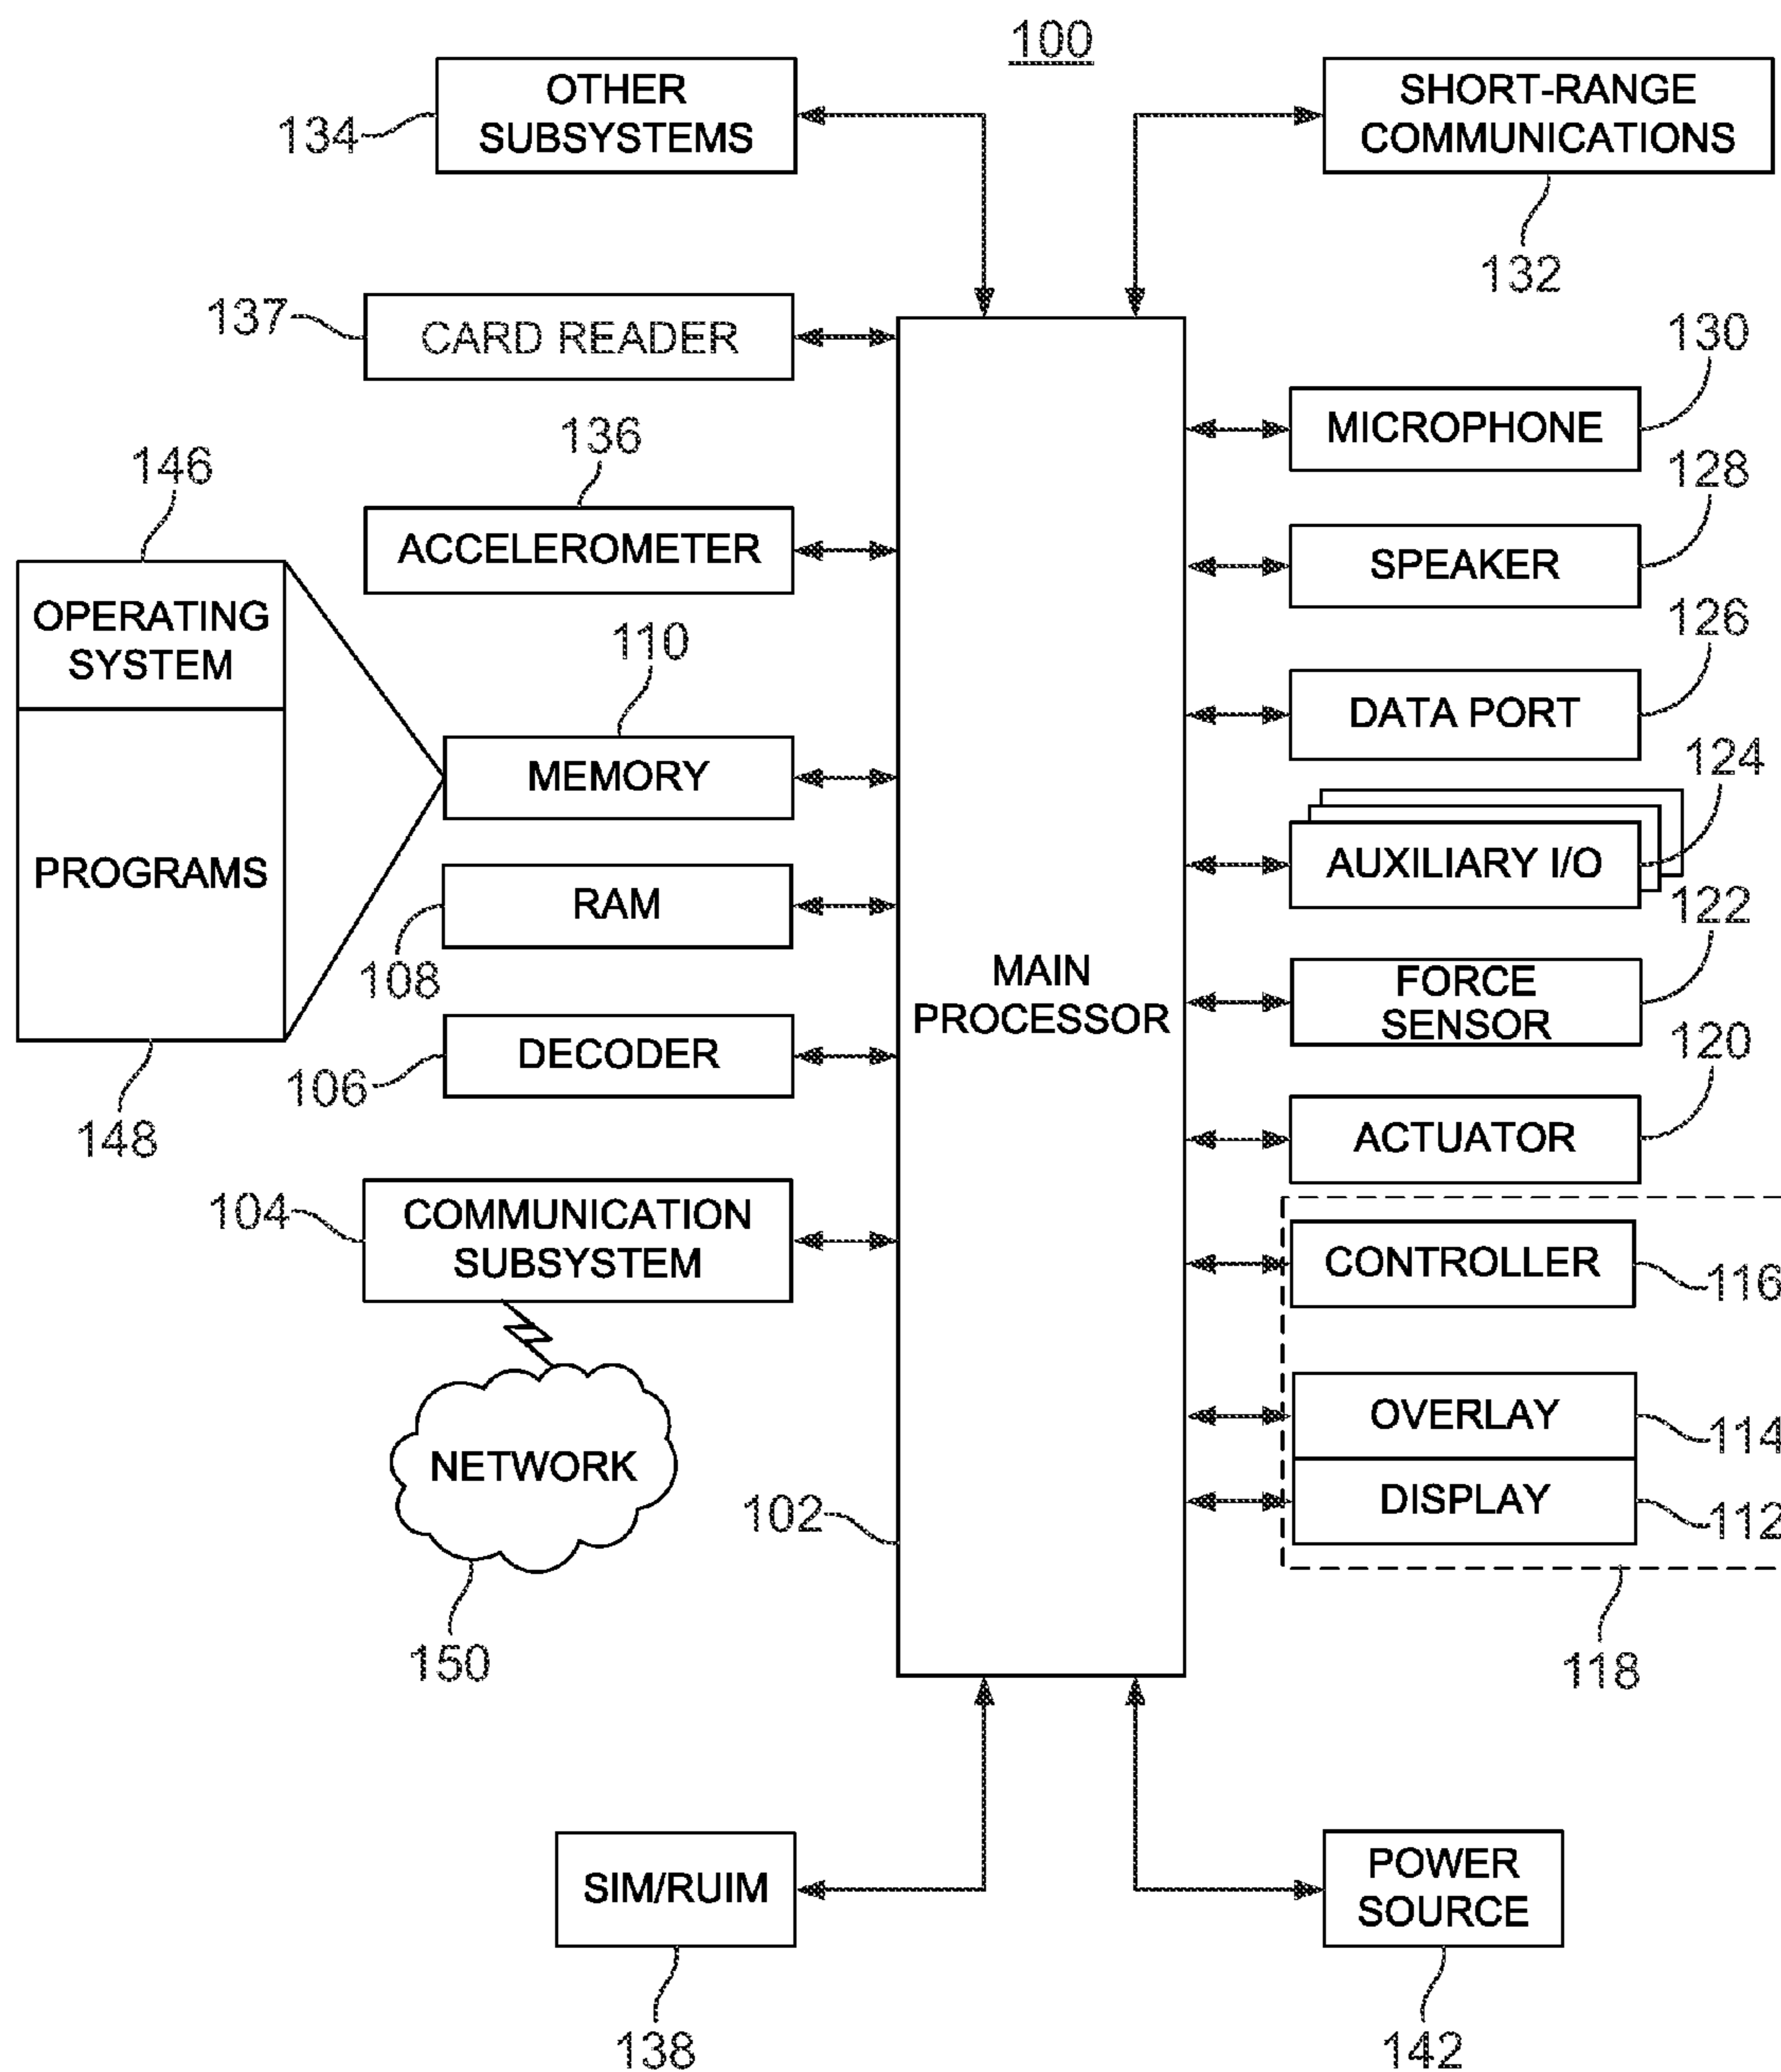 100
OTHER
SUBSYSTEMS
134
SHORT-RANGE
COMMUNICATIONS
132
137
CARD READER
130
MICROPHONE
136
ACCELEROMETER
128
SPEAKER
146
OPERATING
SYSTEM
PROGRAMS
148
110
MEMORY
126
DATA PORT
124
AUXILIARY I/O
RAM
108
122
FORCE
SENSOR
MAIN
PROCESSOR
DECODER
106
120
ACTUATOR
104
COMMUNICATION
SUBSYSTEM
CONTROLLER
116
NETWORK
150
OVERLAY
114
DISPLAY
112
102
118
SIM/RUIM
138
POWER
SOURCE
142